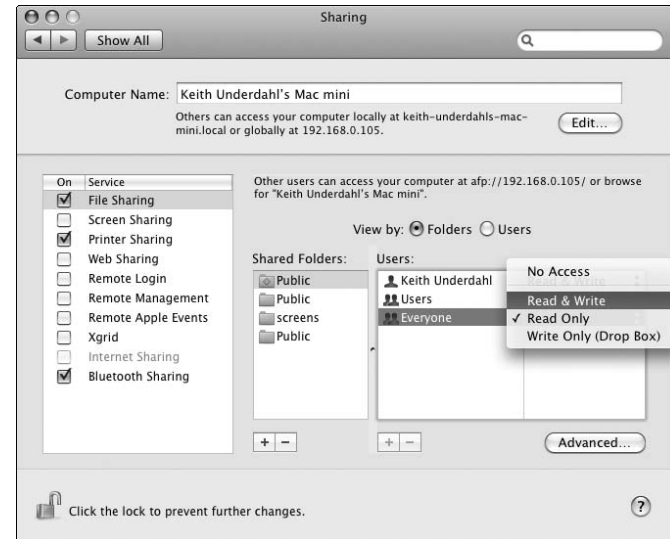 Sharing
Show All
Computer Name: Keith Underdahl's Mac mini
Others can access your computer locally at keith-underdahls-mac-
mini.local or globally at 192.168.0.105.
Edit...
On Service
File Sharing
Screen Sharing
Printer Sharing
Web Sharing
Remote Login
Remote Management
Remote Apple Events
Xgrid
Internet Sharing
Bluetooth Sharing
Other users can access your computer at afp://192.168.0.105/ or browse
for "Keith Underdahl's Mac mini".
View by: Folders Users
Shared Folders:
Public
Public
screens
Public
Users:
Keith Underdahl
Users
Everyone
No Access
Read & Write
Read Only
Write Only (Drop Box)
Advanced...
Click the lock to prevent further changes.
?